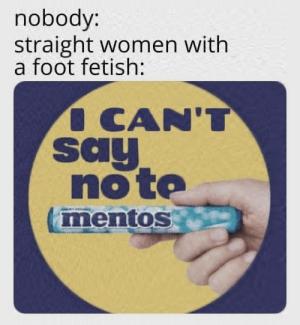 nobody:
straight women with
a foot fetish:
I CAN'T
say
no to
mentos